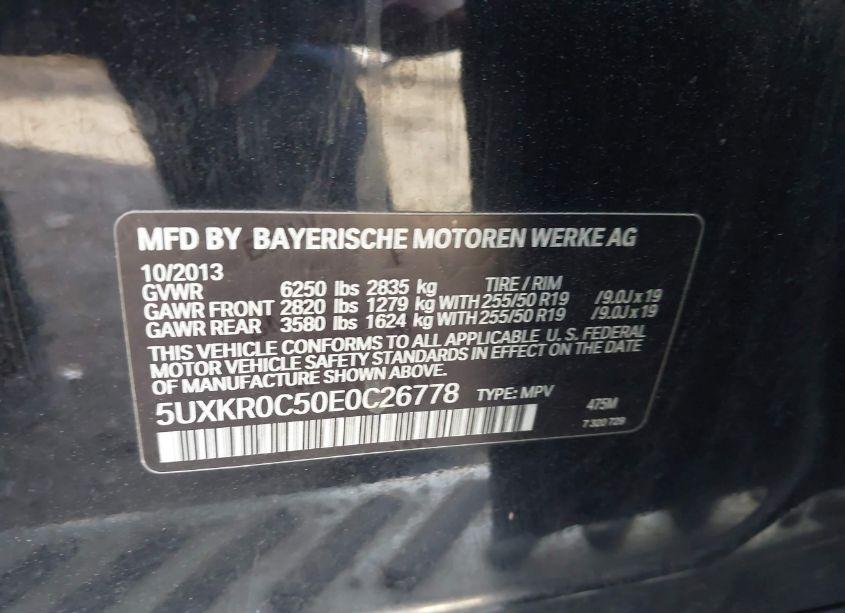 MFD BY BAYERISCHE MOTOREN WERKE AG
10/2013
GVWR 6250 lbs 2835 kg TIRE / RIM
GAWR FRONT 2820 lbs 1279 kg WITH 255/50 R19 /9.0J x 19
GAWR REAR 3580 lbs 1624 kg WITH 255/50 R19 /9.0J x 19
THIS VEHICLE CONFORMS TO ALL APPLICABLE U. S. FEDERAL
MOTOR VEHICLE SAFETY STANDARDS IN EFFECT ON THE DATE
OF MANUFACTURE SHOWN ABOVE.
5UXKR0C50E0C26778 TYPE: MPV 475M
7 320 729